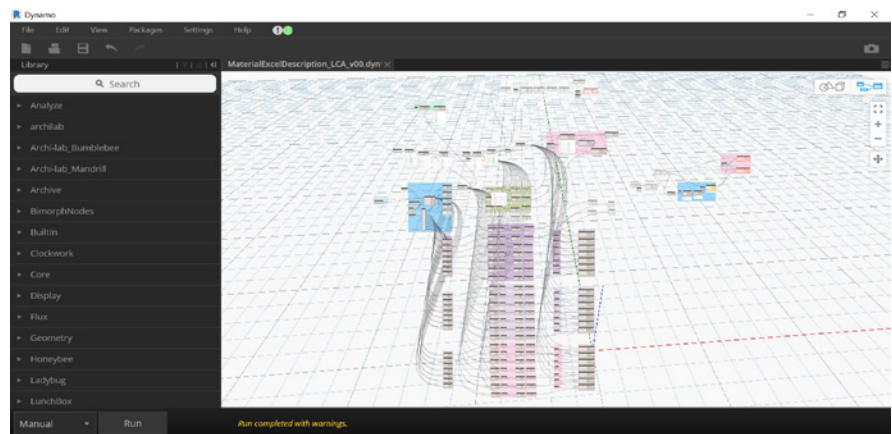 Dynamo
File Edit View Packages Settings Help
Library
MaterialExcelDescription_LCA_v00.dyn
Search
Analyze
archilab
Archi-lab_Bumblebee
Archi-lab_Mandrill
Archive
BimorphNodes
BuiltIn
Clockwork
Core
Display
Flux
Geometry
Honeybee
Ladybug
LunchBox
Manual Run Run completed with warnings.